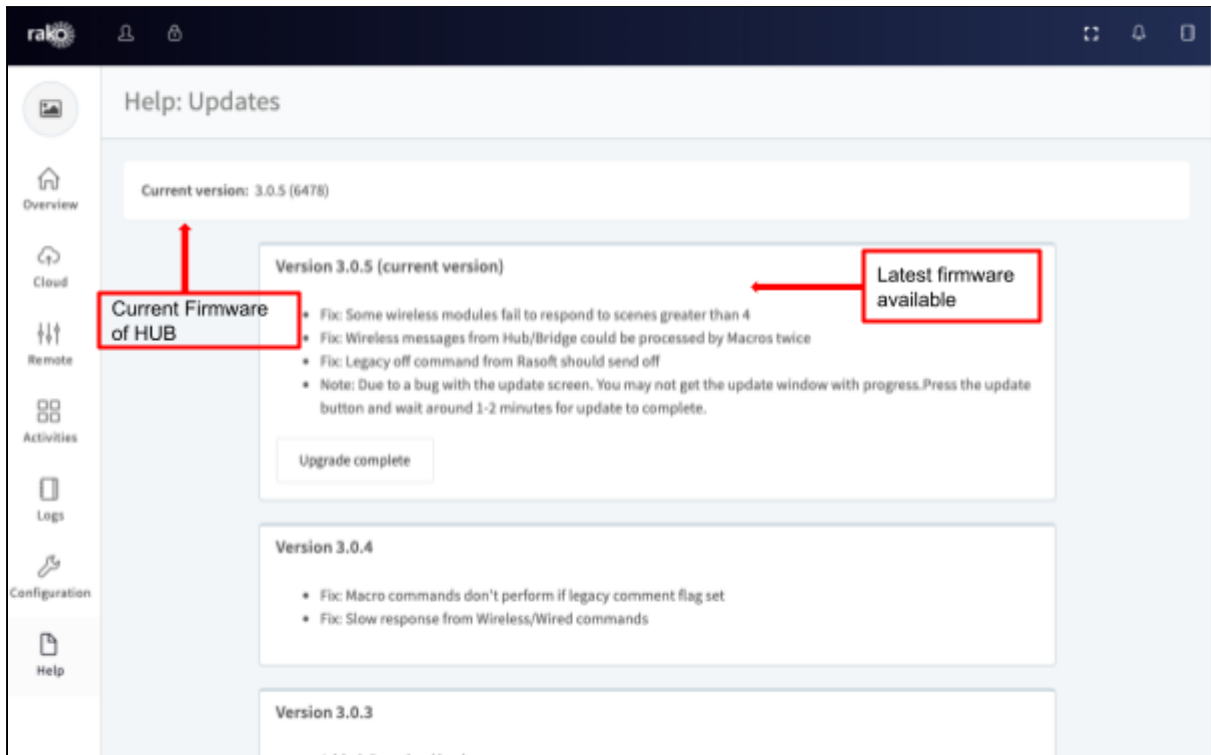 rako
Help: Updates
Overview
Current version: 3.0.5 (6478)
Cloud
Version 3.0.5 (current version)
Latest firmware
available
Current Firmware
of HUB
Fix: Some wireless modules fail to respond to scenes greater than 4
Fix: Wireless messages from Hub/Bridge could be processed by Macros twice
Remote
Fix: Legacy off command from Rasoft should send off
Note: Due to a bug with the update screen. You may not get the update window with progress.Press the update
button and wait around 1-2 minutes for update to complete.
Activities
Upgrade complete
Logs
Version 3.0.4
Configuration
Fix: Macro commands don't perform if legacy comment flag set
Fix: Slow response from Wireless/Wired commands
Help
Version 3.0.3